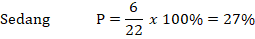 Sedang P = 6/22 x 100% = 27%